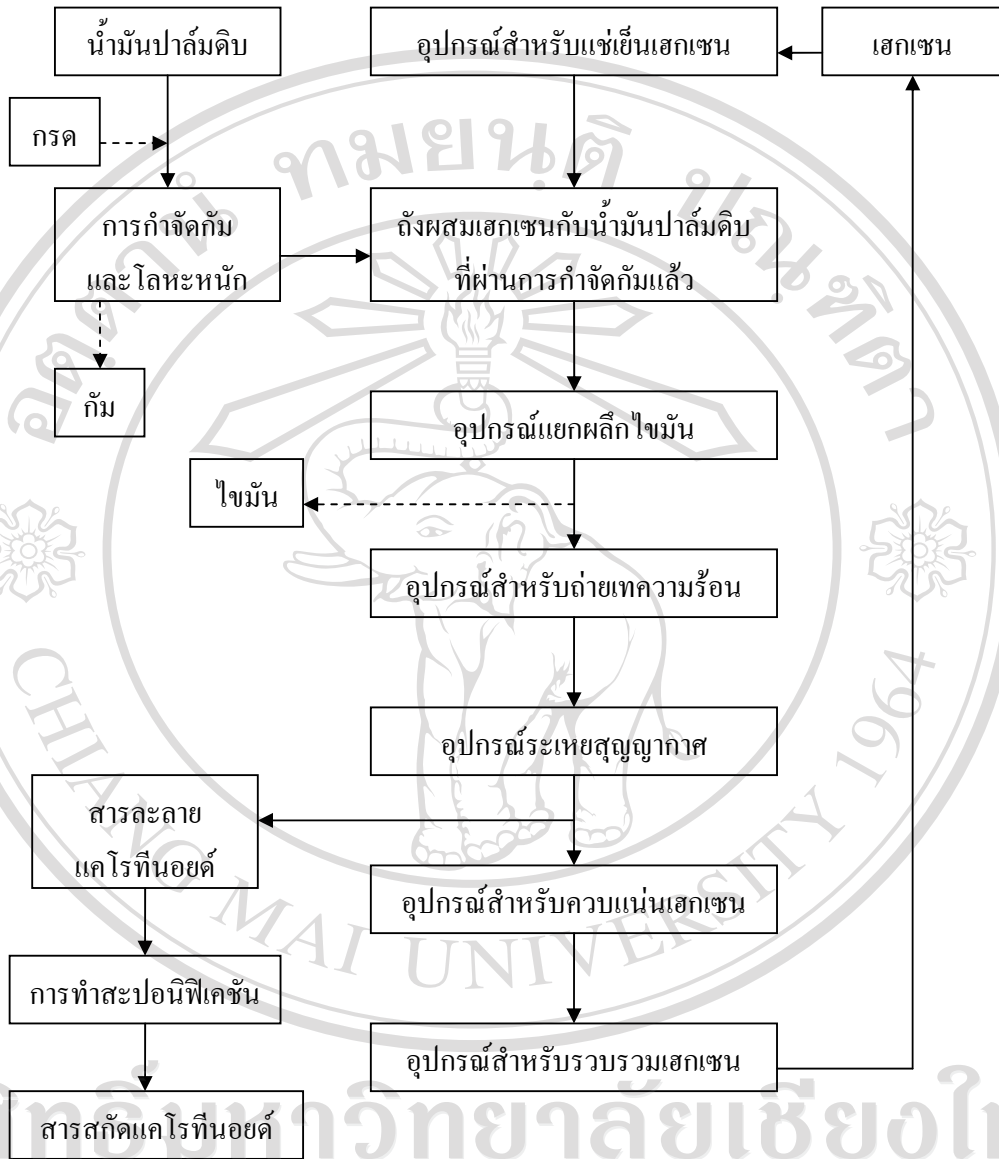 น้ำมันปาล์มดิบ
อุปกรณ์สำหรับแช่เย็นเฮกเซน
เฮกเซน
กรด
การกำจัดกัม
และโลหะหนัก
ถังผสมเฮกเซนกับน้ำมันปาล์มดิบ
ที่ผ่านการกำจัดกัมแล้ว
กัม
อุปกรณ์แยกผลึกไขมัน
ไขมัน
อุปกรณ์สำหรับถ่ายเทความร้อน
อุปกรณ์ระเหยสุญญากาศ
สารละลาย
แคโรทีนอยด์
อุปกรณ์สำหรับควบแน่นเฮกเซน
การทำสะปอนิฟิเคชัน
อุปกรณ์สำหรับรวบรวมเฮกเซน
สารสกัดแคโรทีนอยด์
CHIANG MAI UNIVERSITY 1964